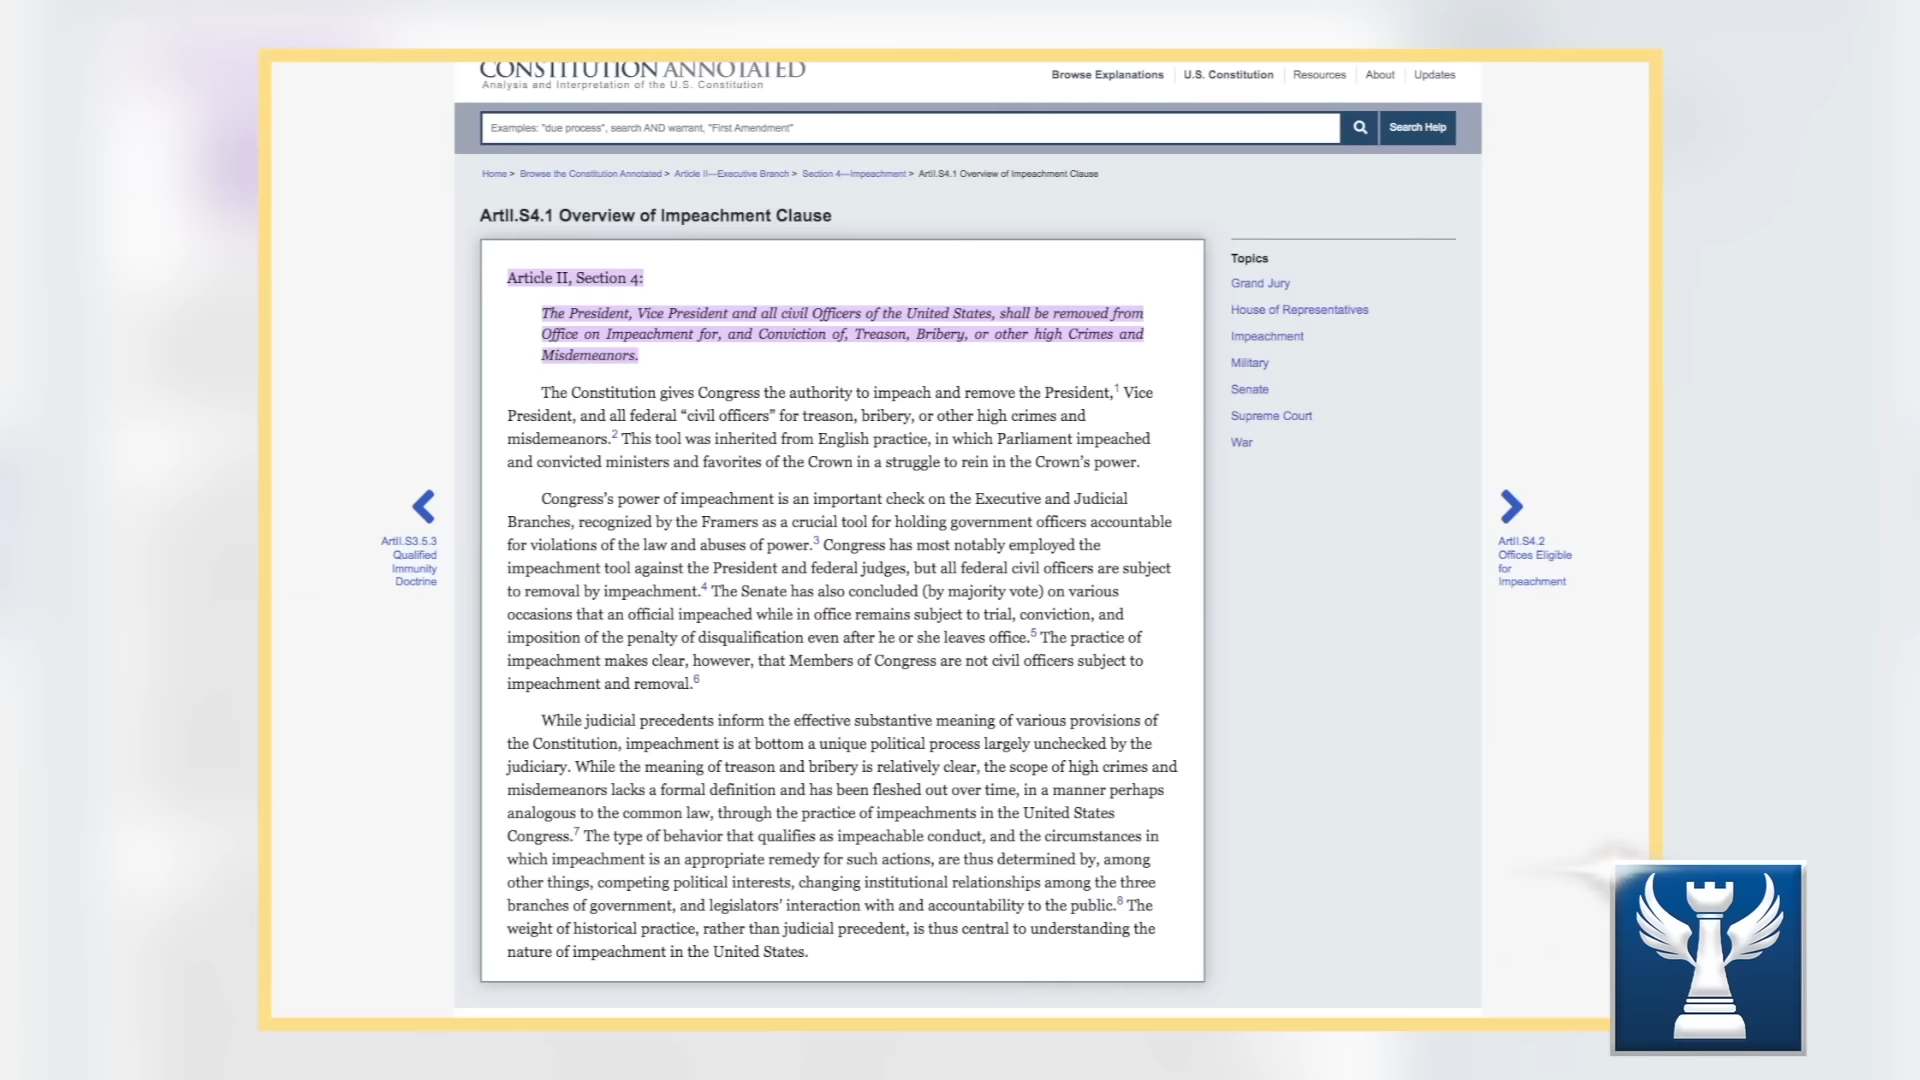 CONSTITUTION ANNOTATED
Analysis and Interpretation of the U.S. Constitution
Browse Explanations
U.S. Constitution
Resources
About
Updates
Examples: "due process", search AND warrant, "First Amendment"
Search Help
Home > Browse the Constitution Annotated > Article II—Executive Branch > Section 4—Impeachment > ArtII.S4.1 Overview of Impeachment Clause
ArtII.S4.1 Overview of Impeachment Clause
Article II, Section 4:
The President, Vice President and all civil Officers of the United States, shall be removed from
Office on Impeachment for, and Conviction of, Treason, Bribery, or other high Crimes and
Misdemeanors.
The Constitution gives Congress the authority to impeach and remove the President,1 Vice
President, and all federal “civil officers” for treason, bribery, or other high crimes and
misdemeanors.2 This tool was inherited from English practice, in which Parliament impeached
and convicted ministers and favorites of the Crown in a struggle to rein in the Crown’s power.
Congress’s power of impeachment is an important check on the Executive and Judicial
Branches, recognized by the Framers as a crucial tool for holding government officers accountable
for violations of the law and abuses of power.3 Congress has most notably employed the
impeachment tool against the President and federal judges, but all federal civil officers are subject
to removal by impeachment.4 The Senate has also concluded (by majority vote) on various
occasions that an official impeached while in office remains subject to trial, conviction, and
imposition of the penalty of disqualification even after he or she leaves office.5 The practice of
impeachment makes clear, however, that Members of Congress are not civil officers subject to
impeachment and removal.6
While judicial precedents inform the effective substantive meaning of various provisions of
the Constitution, impeachment is at bottom a unique political process largely unchecked by the
judiciary. While the meaning of treason and bribery is relatively clear, the scope of high crimes and
misdemeanors lacks a formal definition and has been fleshed out over time, in a manner perhaps
analogous to the common law, through the practice of impeachments in the United States
Congress.7 The type of behavior that qualifies as impeachable conduct, and the circumstances in
which impeachment is an appropriate remedy for such actions, are thus determined by, among
other things, competing political interests, changing institutional relationships among the three
branches of government, and legislators’ interaction with and accountability to the public.8 The
weight of historical practice, rather than judicial precedent, is thus central to understanding the
nature of impeachment in the United States.
Topics
Grand Jury
House of Representatives
Impeachment
Military
Senate
Supreme Court
War
ArtII.S3.5.3
Qualified
Immunity
Doctrine
ArtII.S4.2
Offices Eligible
for
Impeachment